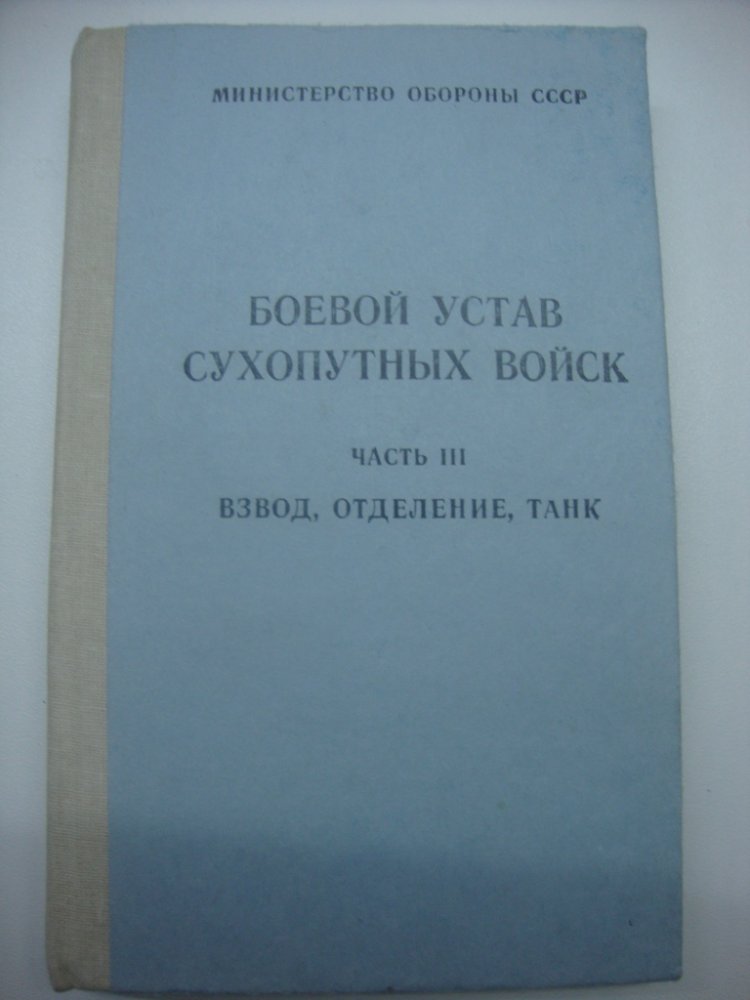 МИНИСТЕРСТВО ОБОРОНЫ СССР
БОЕВОЙ УСТАВ
СУХОПУТНЫХ ВОЙСК
ЧАСТЬ III
ВЗВОД, ОТДЕЛЕНИЕ, ТАНК